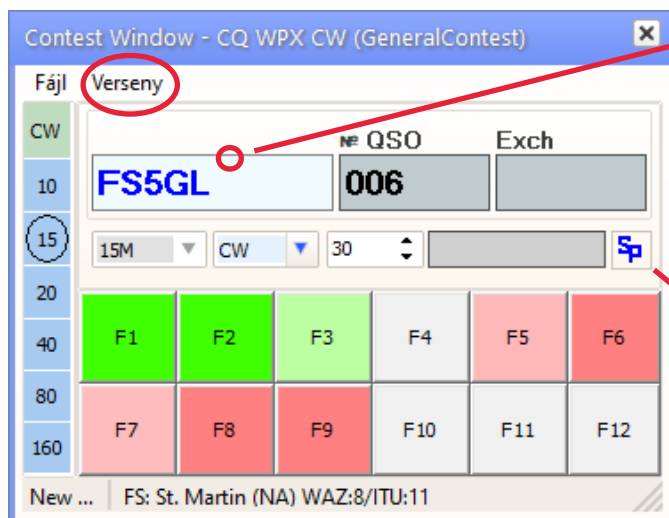 Contest Window - CQ WPX CW (GeneralContest)
Fájl Verseny
CW
№ QSO Exch
10 FS5GL 006
15 15M CW 30 Sp
20
F1 F2 F3 F4 F5 F6
40
80
F7 F8 F9 F10 F11 F12
160
New ... FS: St. Martin (NA) WAZ:8/ITU:11